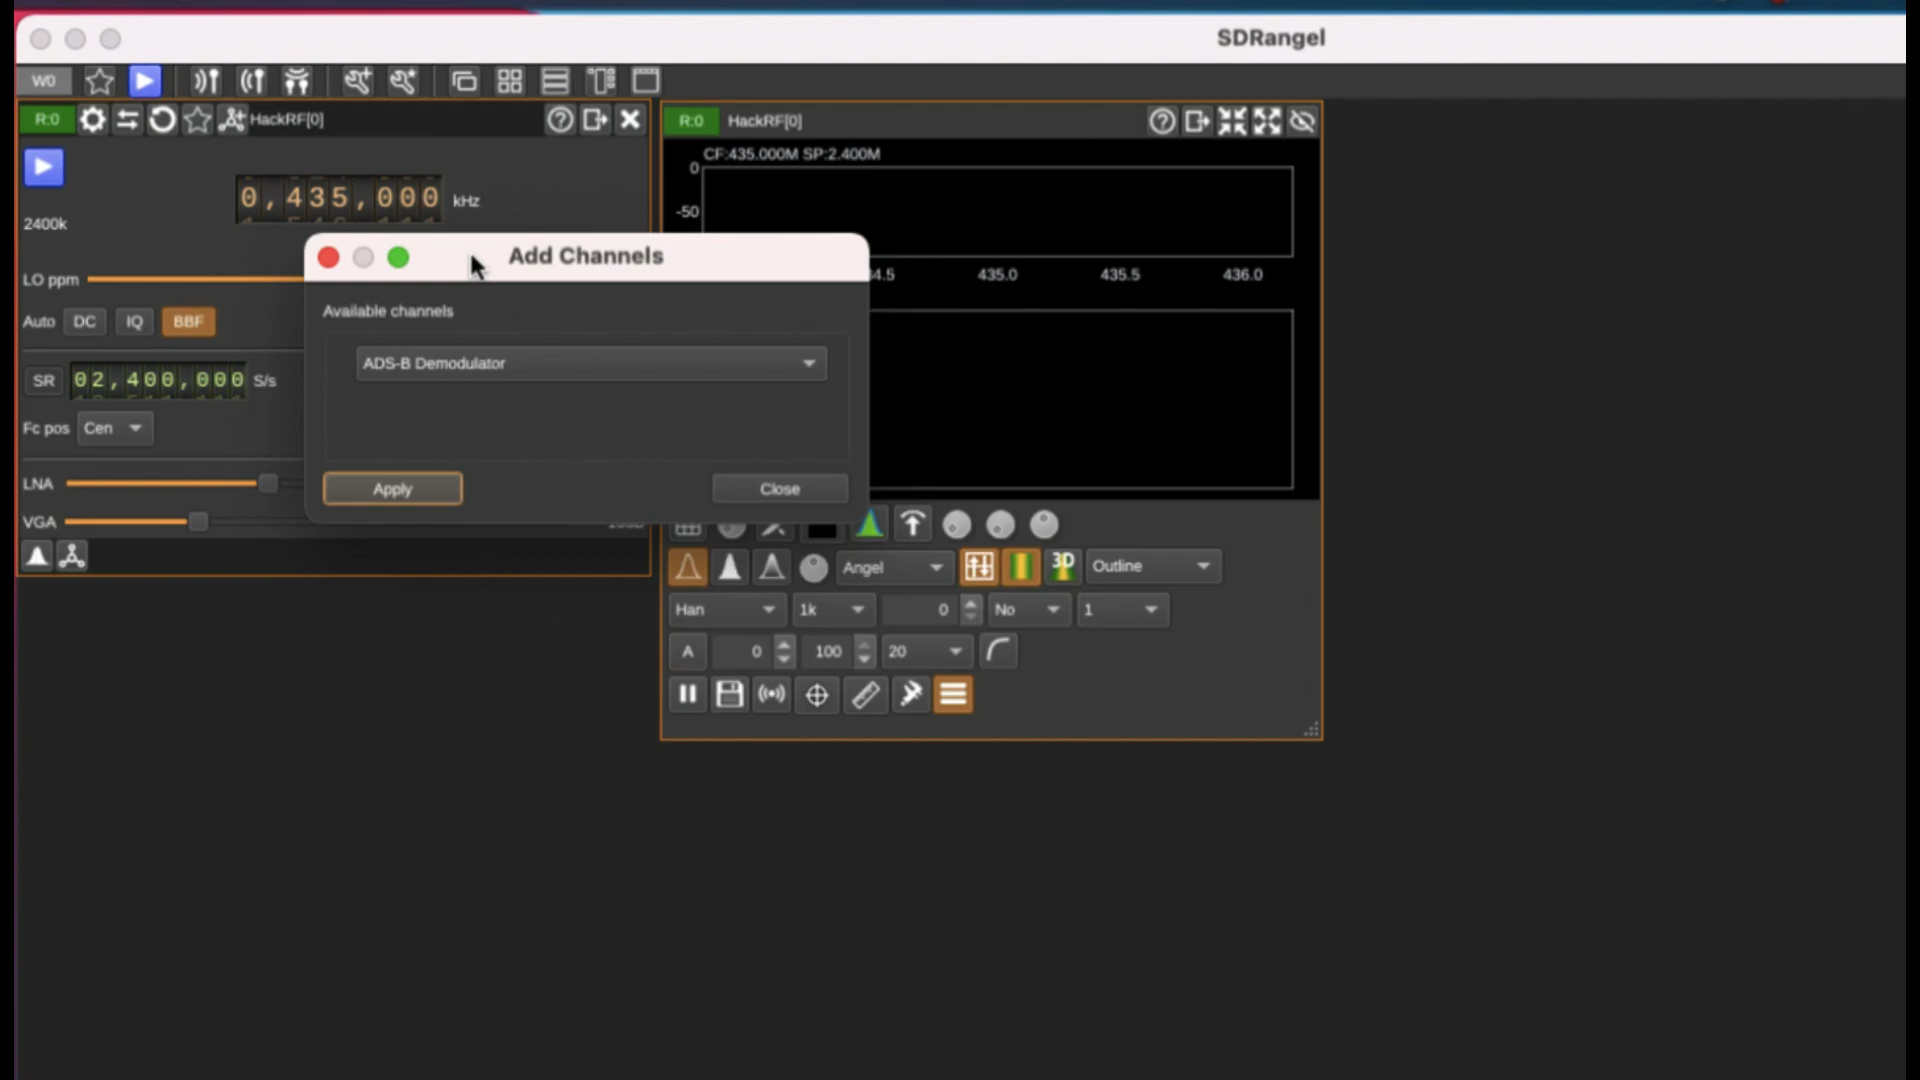 SDRangel
W0
R:0 HackRF[0]
0,435,000 kHz
2400k
LO ppm
Auto DC IQ BBF
SR 02,400,000 S/s
Fc pos Cen
LNA
VGA
Add Channels
Available channels
ADS-B Demodulator
Apply Close
R:0 HackRF[0]
CF:435.000M SP:2.400M
0
-50
4.5 435.0 435.5 436.0
Angel 3D Outline
Han 1k 0 No 1
A 0 100 20